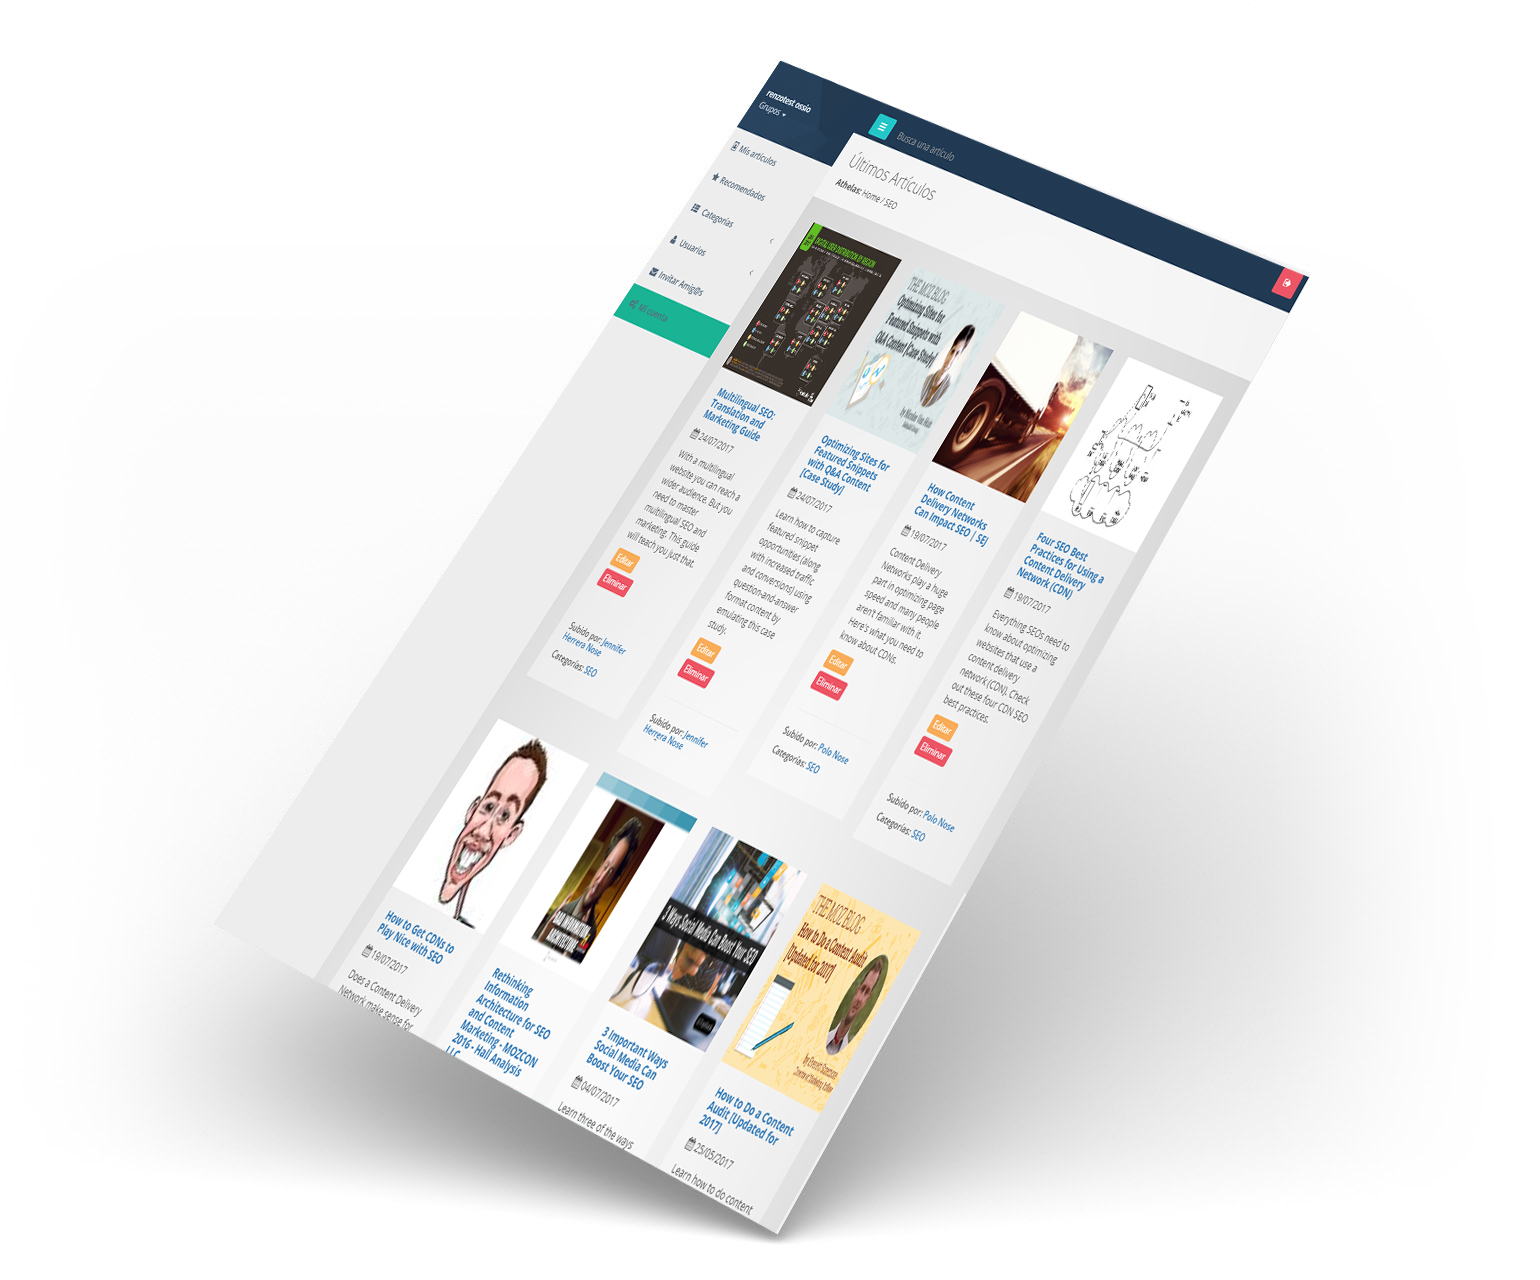 renzotest ossio
Grupos
Busca una artículo
Mis artículos
Recomendados
Categorías
Usuarios
Invitar Amig@s
Mi cuenta
Últimos Artículos
Athelas: Home / SEO
DIGITAL USER DISTRIBUTION BY REGION
Multilingual SEO:
Translation and
Marketing Guide
24/07/2017
With a multilingual
website you can reach a
wider audience. But you
need to master
multilingual SEO and
marketing. This guide
will teach you just that.
Editar
Eliminar
Subido por: Jennifer
Herrera Nose
Categorías: SEO
THE MOZ BLOG
Optimizing Sites for
Featured Snippets with
Q&A Content [Case Study]
Optimizing Sites for
Featured Snippets
with Q&A Content
[Case Study]
24/07/2017
Learn how to capture
featured snippet
opportunities (along
with increased traffic
and conversions) using
question-and-answer
format content by
emulating this case
study.
Editar
Eliminar
Subido por: Jennifer
Herrera Nose
How Content
Delivery Networks
Can Impact SEO | SEJ
19/07/2017
Content Delivery
Networks play a huge
part in optimizing page
speed and many people
aren't familiar with it.
Here's what you need to
know about CDNs.
Editar
Eliminar
Subido por: Polo Nose
Categorías: SEO
Four SEO Best
Practices for Using a
Content Delivery
Network (CDN)
19/07/2017
Everything SEOs need to
know about optimizing
websites that use a
content delivery
network (CDN). Check
out these four CDN SEO
best practices.
Editar
Eliminar
Subido por: Polo Nose
Categorías: SEO
How to Get CDNs to
Play Nice with SEO
19/07/2017
Does a Content Delivery
Network make sense for
Rethinking
Information
Architecture for SEO
and Content
Marketing - MOZCON
2016 - Hall Analysis
LLC
3 Ways Social Media Can Boost Your SEO
3 Important Ways
Social Media Can
Boost Your SEO
04/07/2017
Learn three of the ways
THE MOZ BLOG
How to Do a Content Audit
[Updated for 2017]
How to Do a Content
Audit [Updated for
2017]
25/05/2017
Learn how to do content